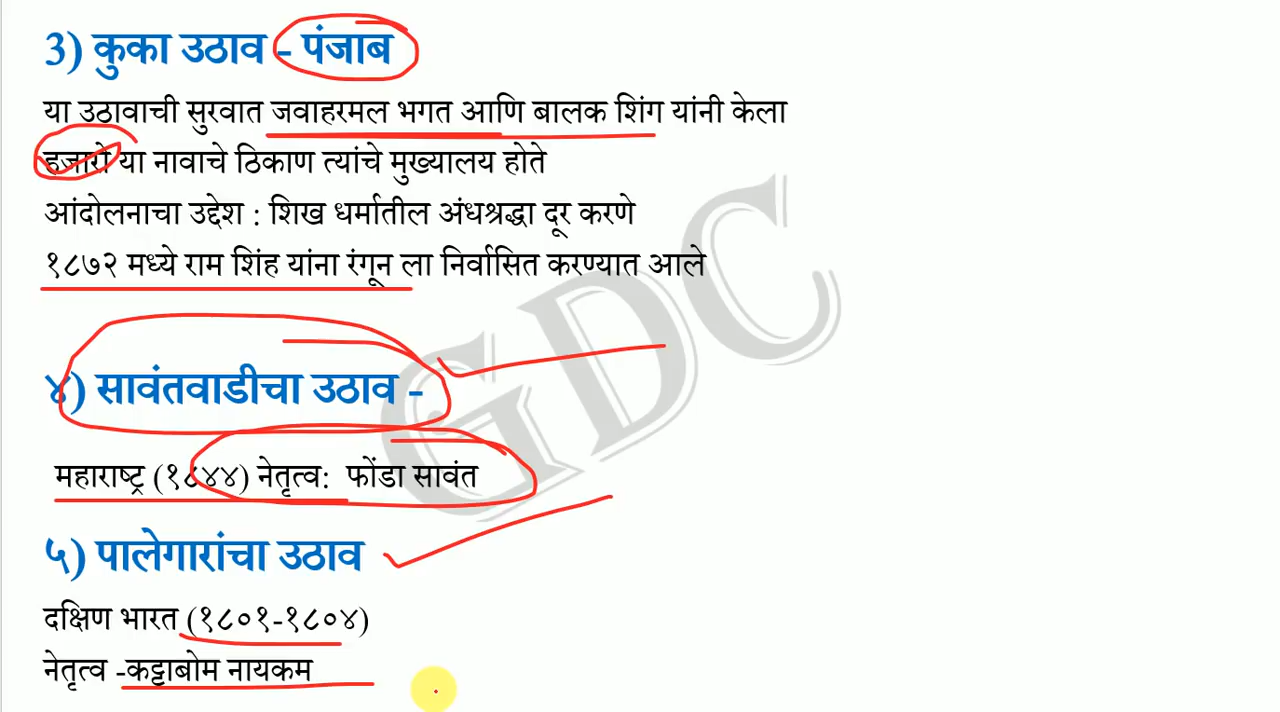 3) कुका उठाव - पंजाब
या उठावाची सुरवात जवाहरमल भगत आणि बालक शिंग यांनी केला
हजारो या नावाचे ठिकाण त्यांचे मुख्यालय होते
आंदोलनाचा उद्देश : शिख धर्मातील अंधश्रद्धा दूर करणे
१८७२ मध्ये राम शिंह यांना रंगून ला निर्वासित करण्यात आले
४) सावंतवाडीचा उठाव -
महाराष्ट्र (१८४४) नेतृत्व: फोंडा सावंत
५) पालेगारांचा उठाव
दक्षिण भारत (१८०१-१८०४)
नेतृत्व -कट्टाबोम नायकम
GDC